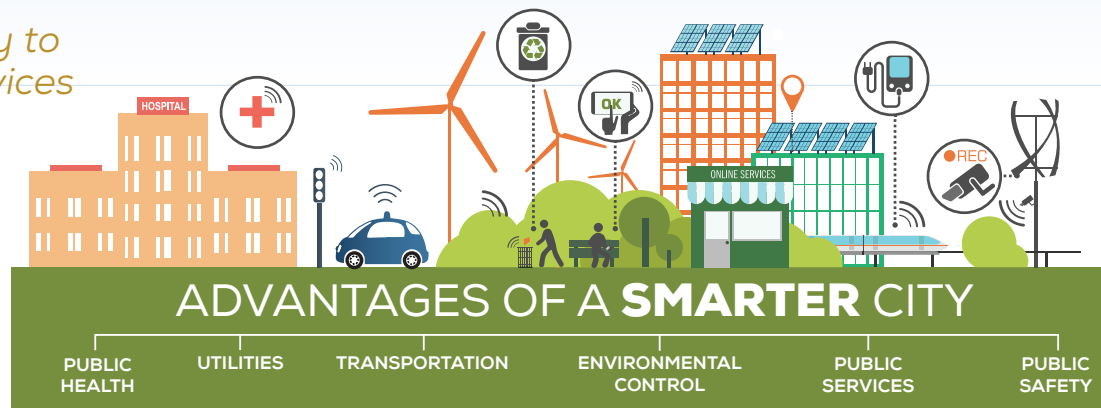 y to
vices
HOSPITAL
OK
REC
ONLINE SERVICES
ADVANTAGES OF A SMARTER CITY
PUBLIC HEALTH
UTILITIES
TRANSPORTATION
ENVIRONMENTAL CONTROL
PUBLIC SERVICES
PUBLIC SAFETY